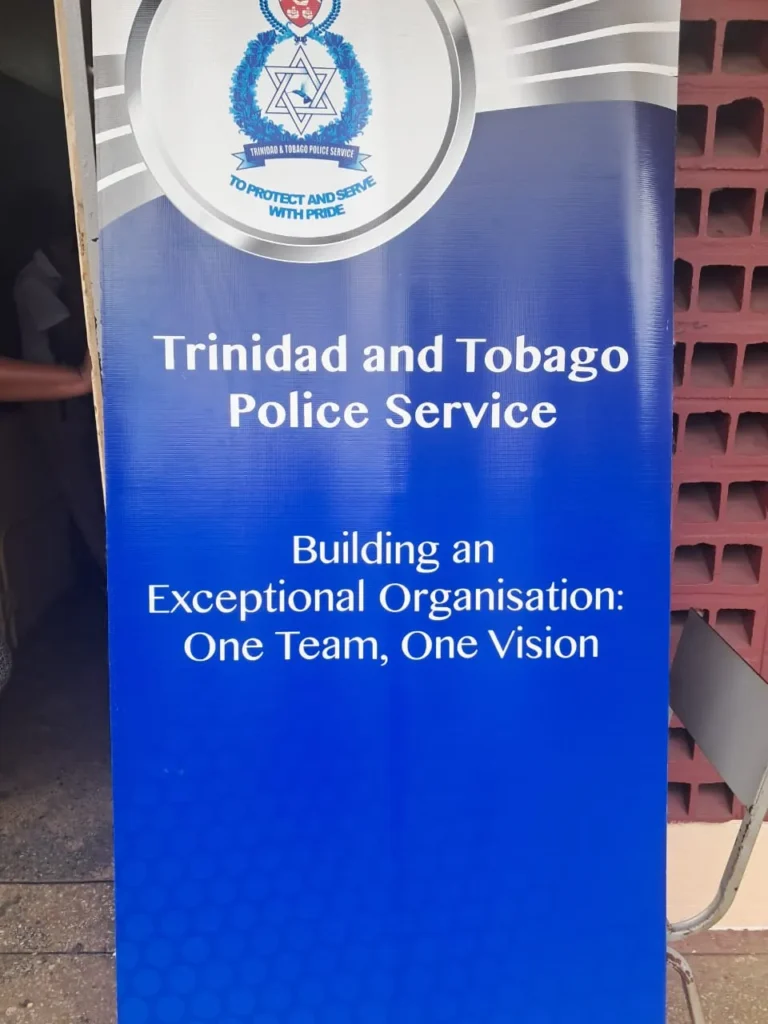 TRINIDAD & TOBAGO POLICE SERVICE
TO PROTECT AND SERVE
WITH PRIDE
Trinidad and Tobago
Police Service
Building an
Exceptional Organisation:
One Team, One Vision